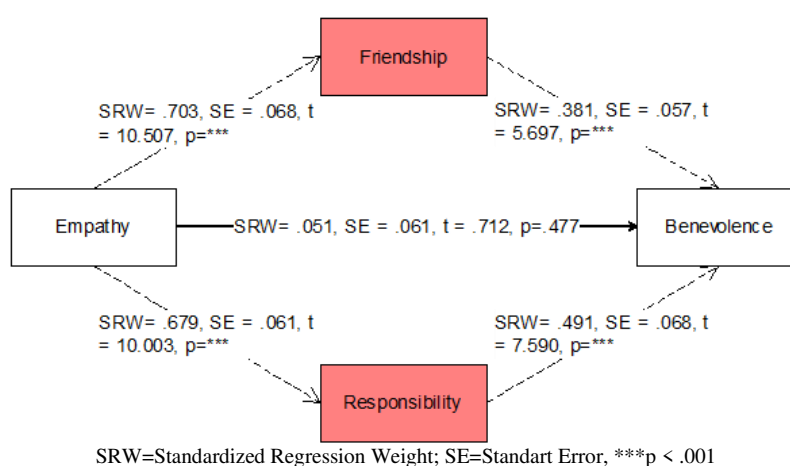 Friendship
SRW= .703, SE = .068, t
= 10.507, p=***
SRW= .381, SE = .057, t
= 5.697, p=***
Empathy
SRW= .051, SE = .061, t = .712, p=.477
Benevolence
SRW= .679, SE = .061, t
= 10.003, p=***
SRW= .491, SE = .068, t
= 7.590, p=***
Responsibility
SRW=Standardized Regression Weight; SE=Standart Error, ***p < .001